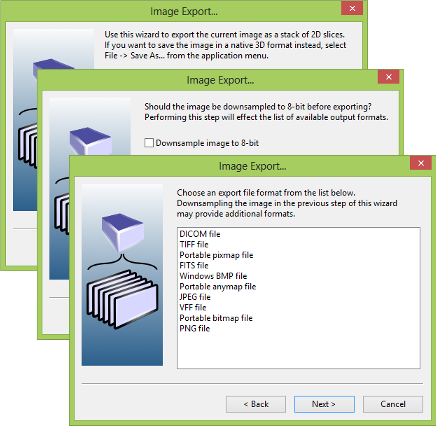 Image Export...
Use this wizard to export the current image as a stack of 2D slices.
If you want to save the image in a native 3D format instead, select
File -> Save As... from the application menu.
Image Export...
Should the image be downsampled to 8-bit before exporting?
Performing this step will effect the list of available output formats.
Downsample image to 8-bit
Image Export...
Choose an export file format from the list below.
Downsampling the image in the previous step of this wizard
may provide additional formats.
DICOM file
TIFF file
Portable pixmap file
FITS file
Windows BMP file
Portable anymap file
JPEG file
VFF file
Portable bitmap file
PNG file
< Back
Next >
Cancel